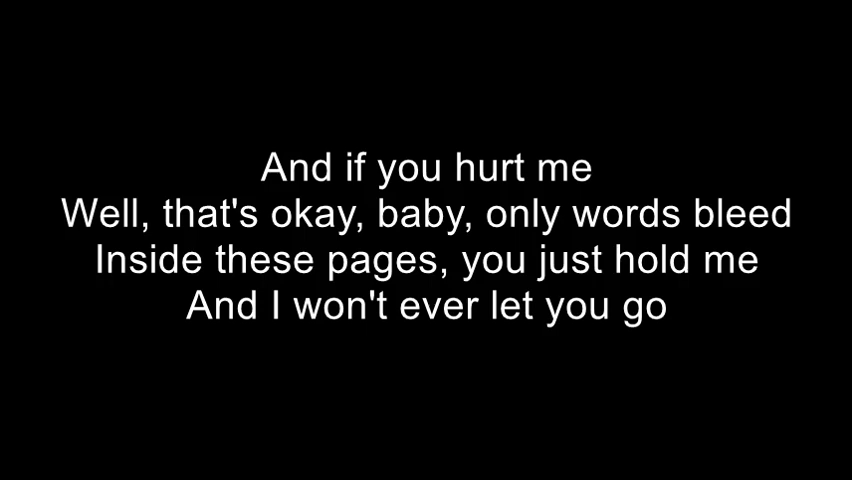 And if you hurt me
Well, that's okay, baby, only words bleed
Inside these pages, you just hold me
And I won't ever let you go